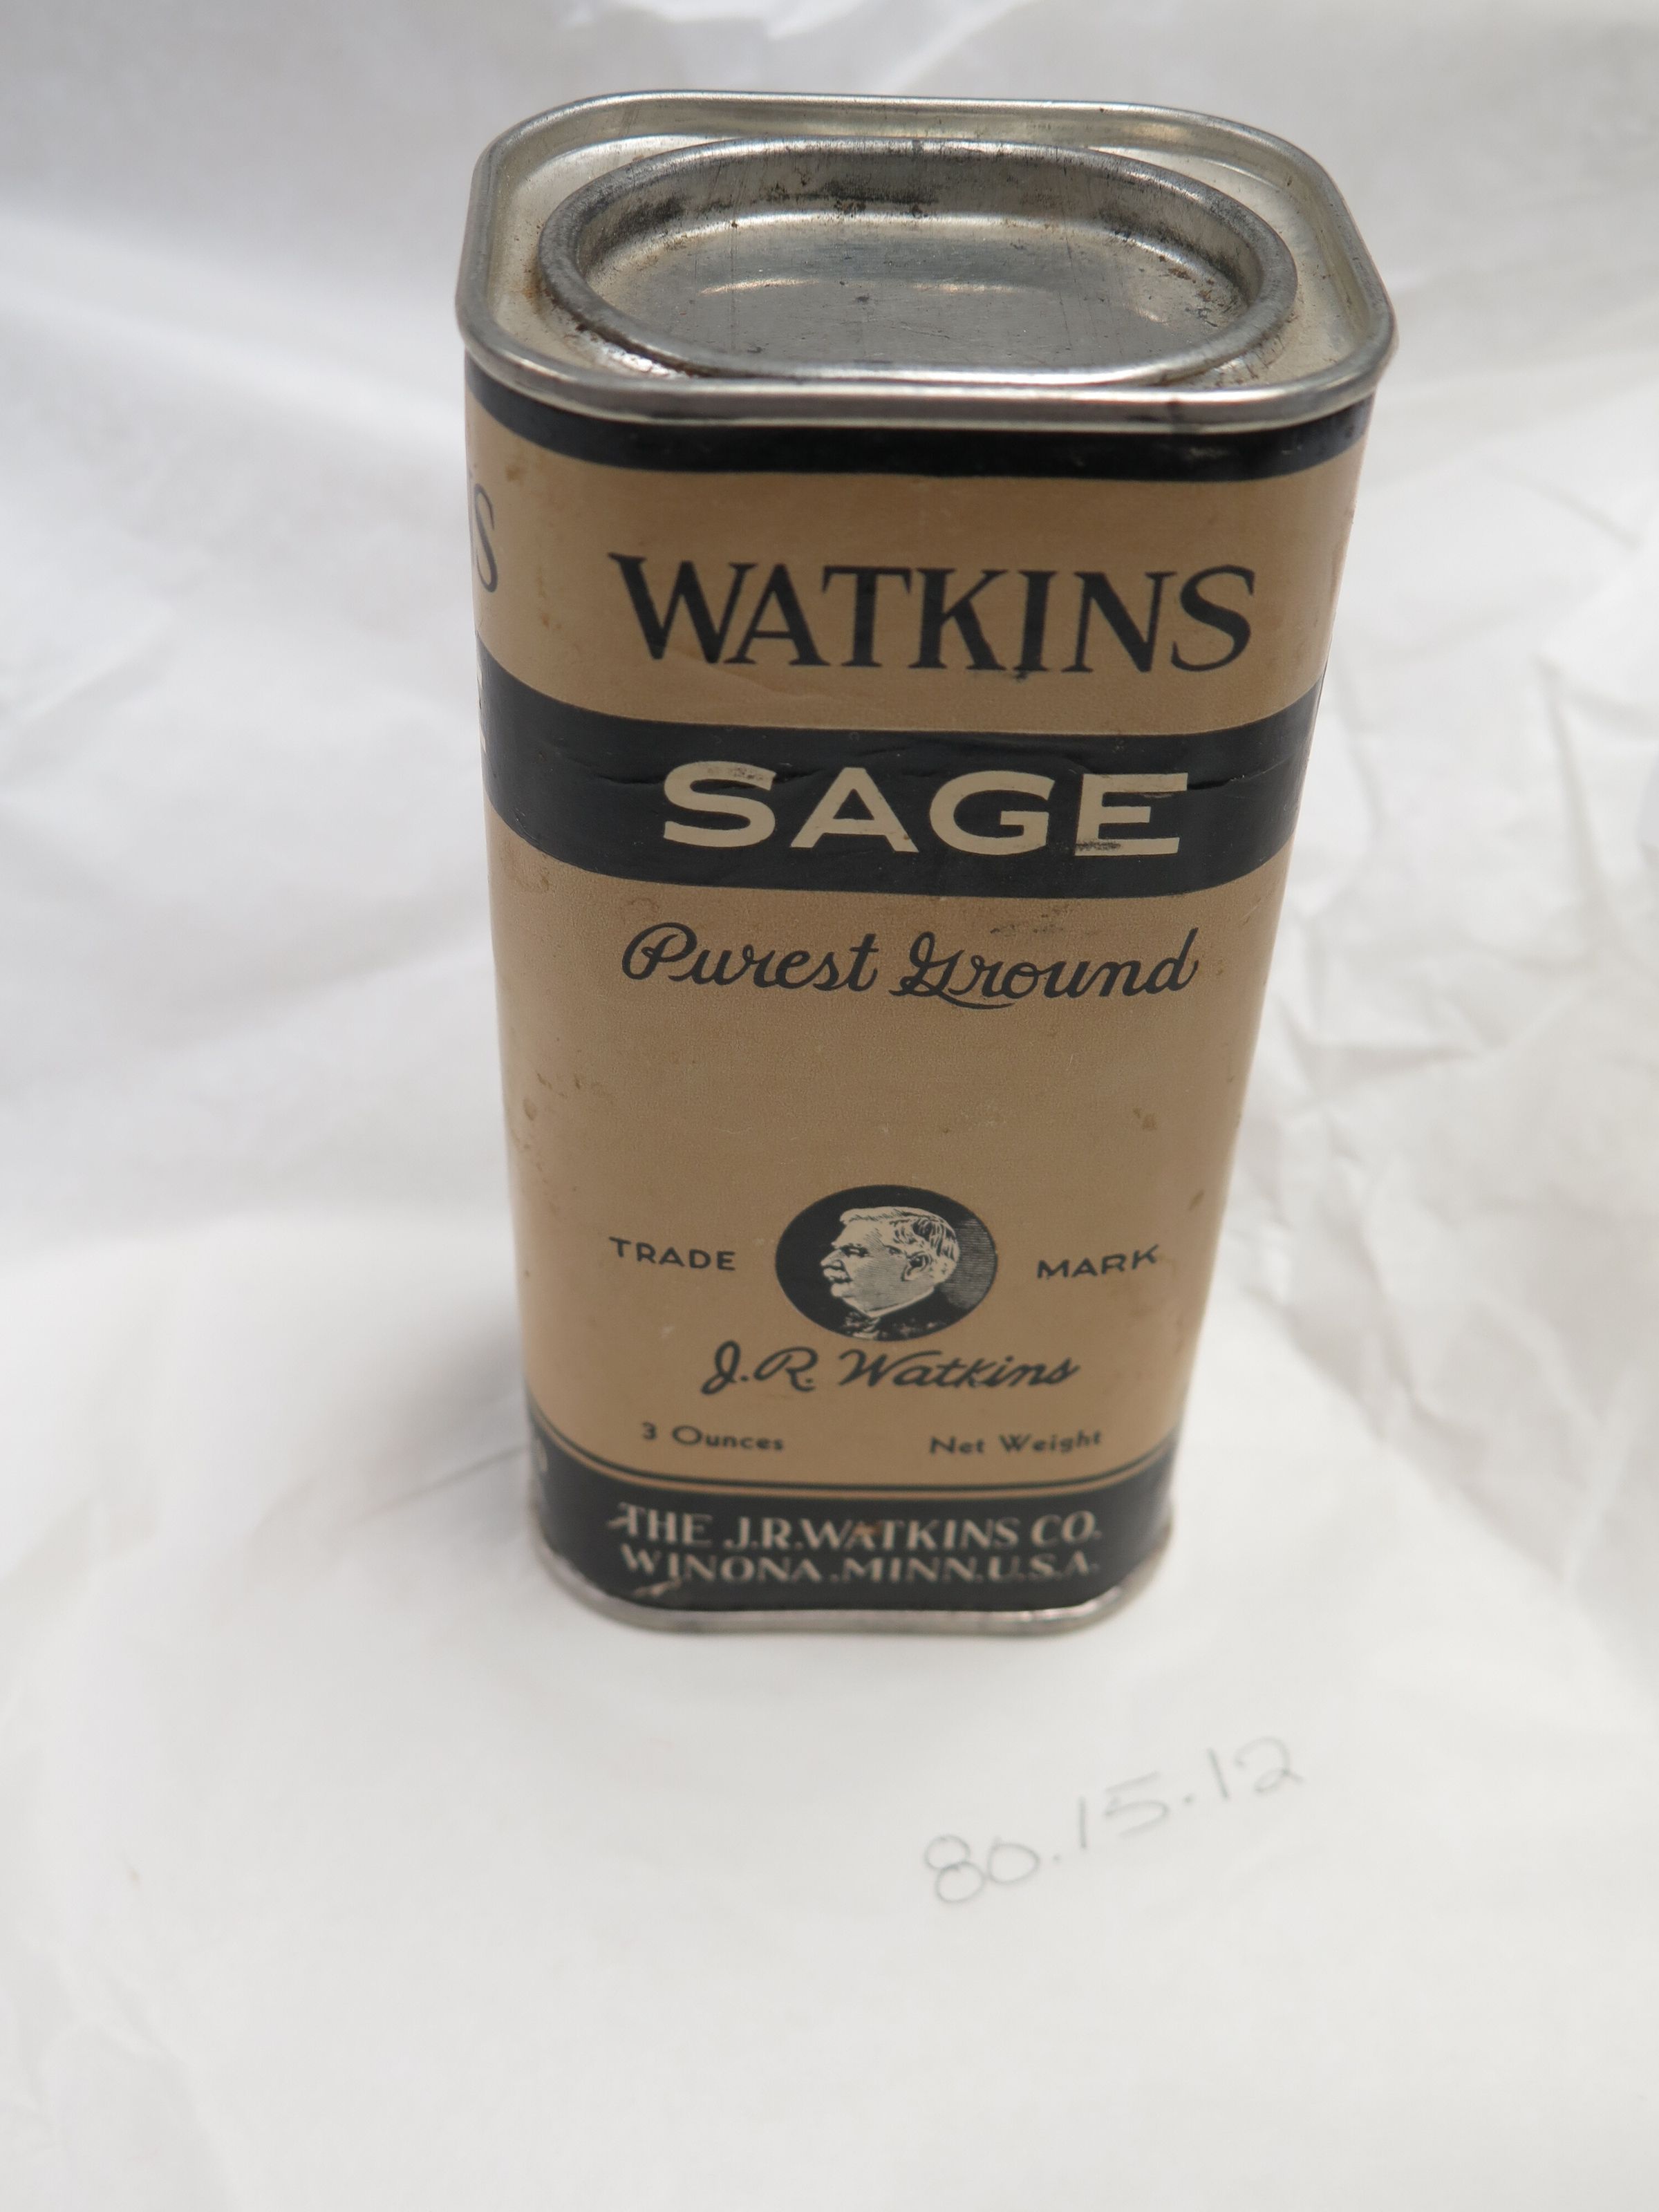 WATKINS
SAGE
Purest Ground
TRADE MARK
J.R. Watkins
3 Ounces Net Weight
THE J.R.WATKINS CO.
WINONA.MINN.U.S.A.
80.15.12